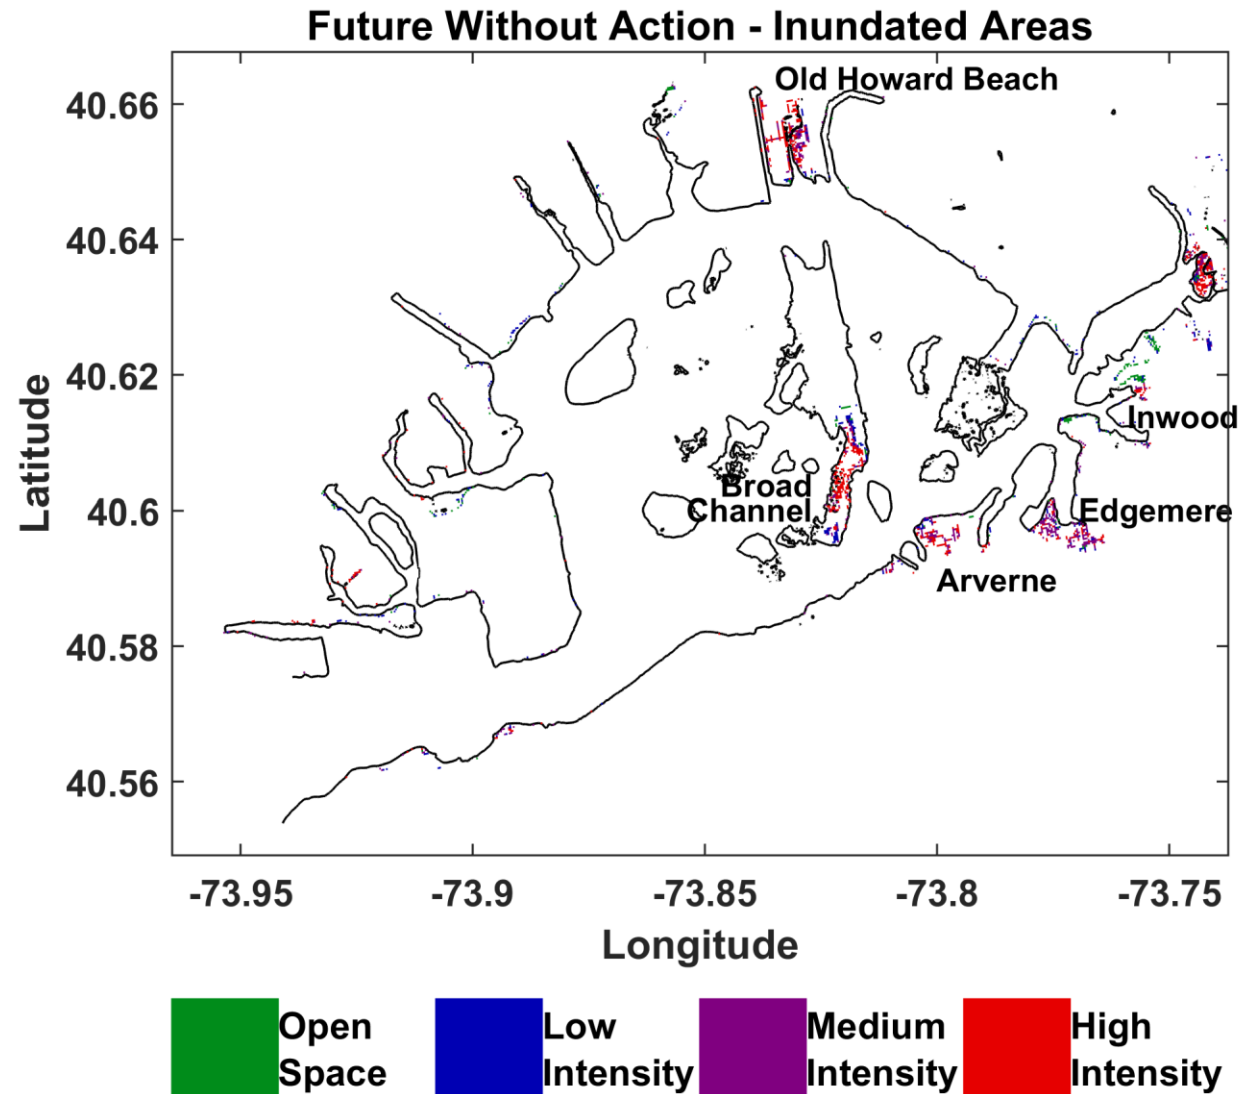 Future Without Action - Inundated Areas
Old Howard Beach
40.66
40.64
40.62
40.6
40.58
40.56
Latitude
Inwood
Broad
Channel
Edgemere
Arverne
-73.95
-73.9
-73.85
-73.8
-73.75
Longitude
Open
Space
Low
Intensity
Medium
Intensity
High
Intensity